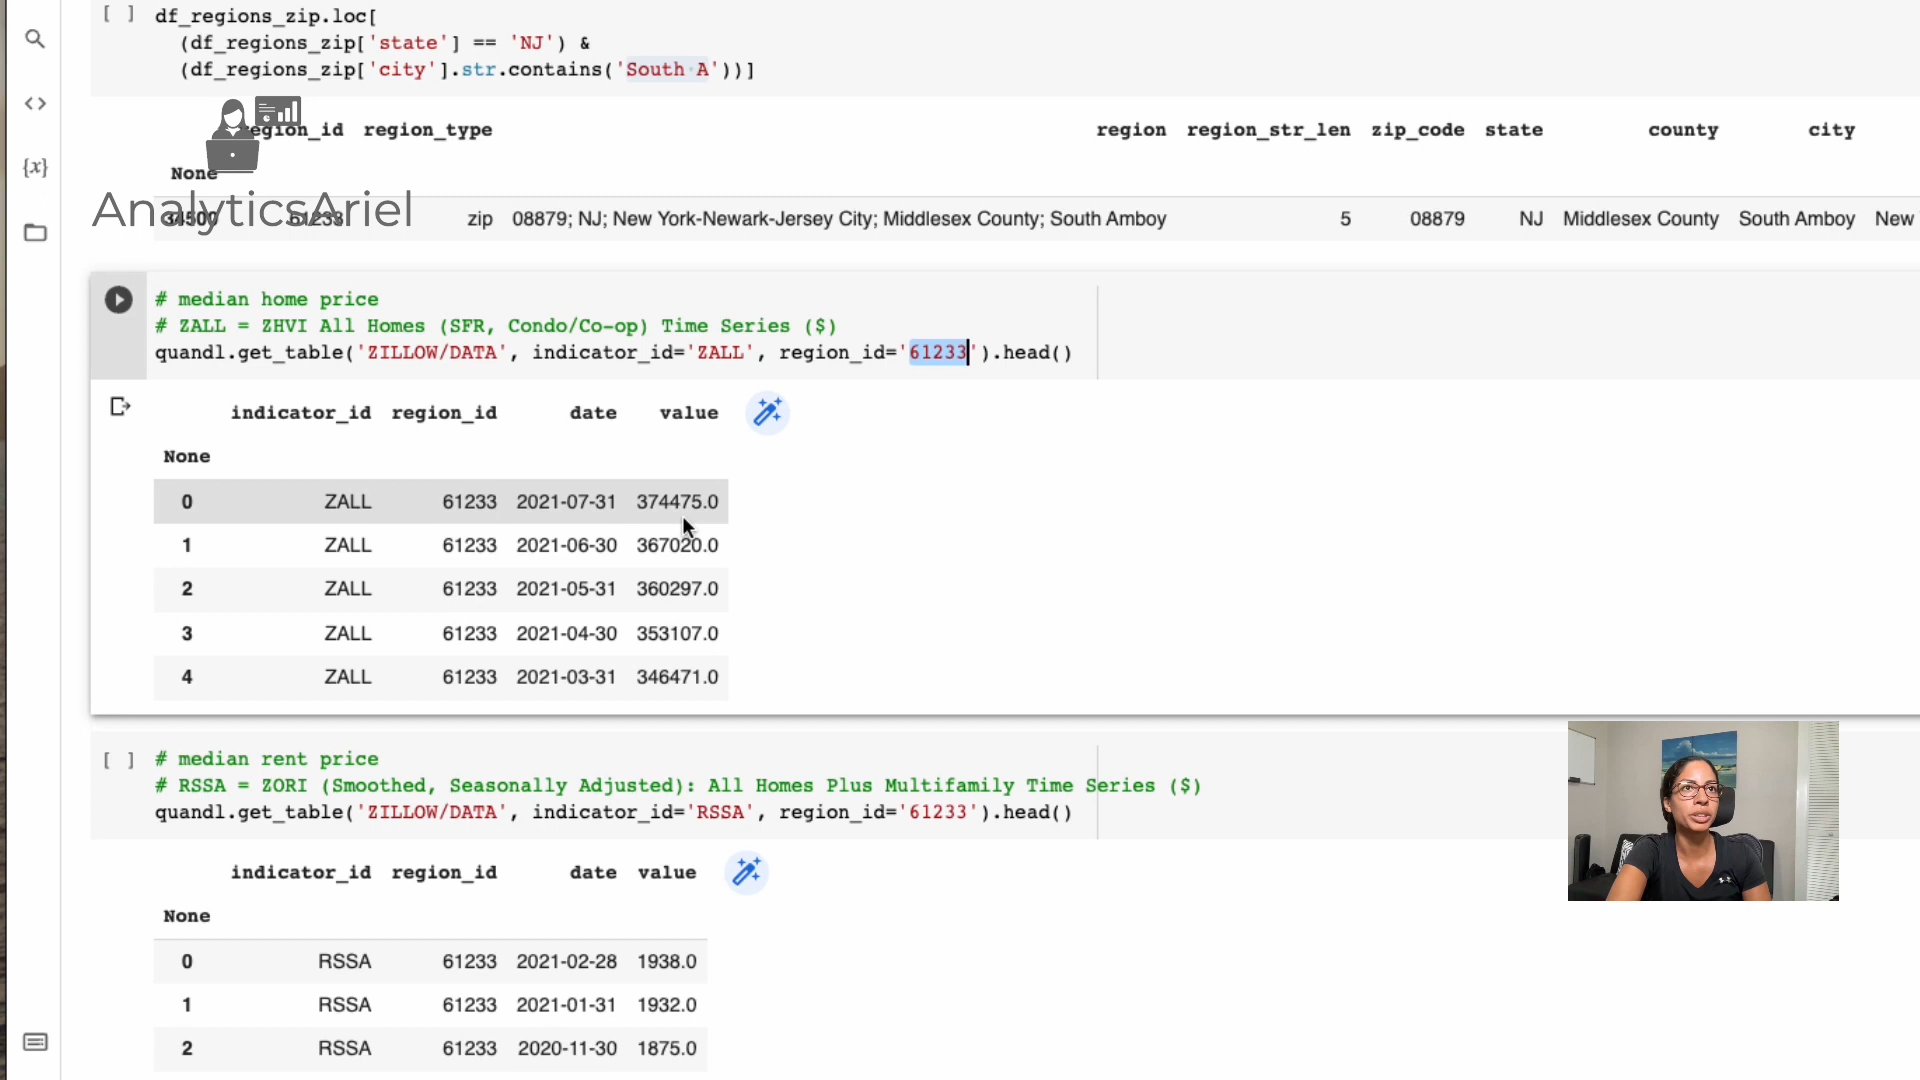 [ ] df_regions_zip.loc[
(df_regions_zip['state'] == 'NJ') &
(df_regions_zip['city'].str.contains('South A'))]
region_id region_type region region_str_len zip_code state county city
None
34500 61233 zip 08879; NJ; New York-Newark-Jersey City; Middlesex County; South Amboy 5 08879 NJ Middlesex County South Amboy New
AnalyticsAriel
# median home price
# ZALL = ZHVI All Homes (SFR, Condo/Co-op) Time Series ($)
quandl.get_table('ZILLOW/DATA', indicator_id='ZALL', region_id='61233').head()
indicator_id region_id date value
None
0 ZALL 61233 2021-07-31 374475.0
1 ZALL 61233 2021-06-30 367020.0
2 ZALL 61233 2021-05-31 360297.0
3 ZALL 61233 2021-04-30 353107.0
4 ZALL 61233 2021-03-31 346471.0
[ ] # median rent price
# RSSA = ZORI (Smoothed, Seasonally Adjusted): All Homes Plus Multifamily Time Series ($)
quandl.get_table('ZILLOW/DATA', indicator_id='RSSA', region_id='61233').head()
indicator_id region_id date value
None
0 RSSA 61233 2021-02-28 1938.0
1 RSSA 61233 2021-01-31 1932.0
2 RSSA 61233 2020-11-30 1875.0